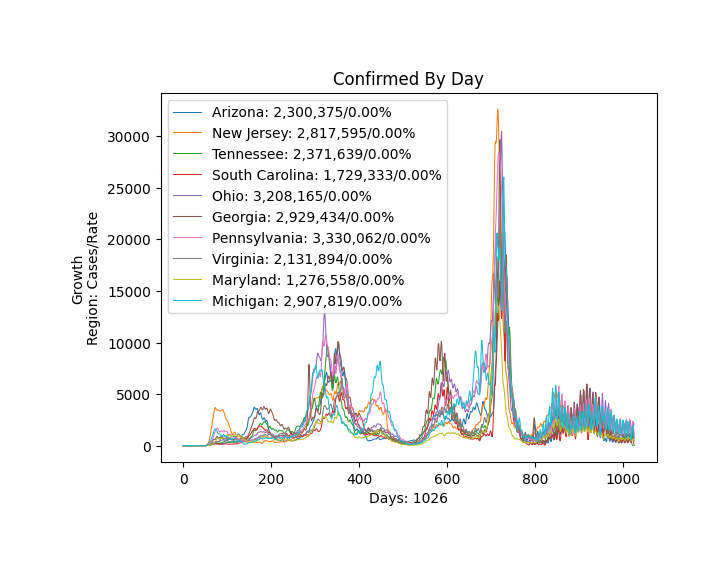 Confirmed By Day
Growth
Region: Cases/Rate
30000
25000
20000
15000
10000
5000
0
Arizona: 2,300,375/0.00%
New Jersey: 2,817,595/0.00%
Tennessee: 2,371,639/0.00%
South Carolina: 1,729,333/0.00%
Ohio: 3,208,165/0.00%
Georgia: 2,929,434/0.00%
Pennsylvania: 3,330,062/0.00%
Virginia: 2,131,894/0.00%
Maryland: 1,276,558/0.00%
Michigan: 2,907,819/0.00%
0 200 400 600 800 1000
Days: 1026